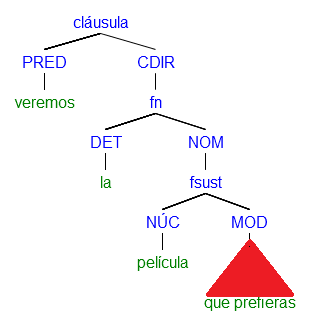 cláusula
PRED CDIR
veremos fn
DET NOM
la fsust
NÚC MOD
película
que prefieras